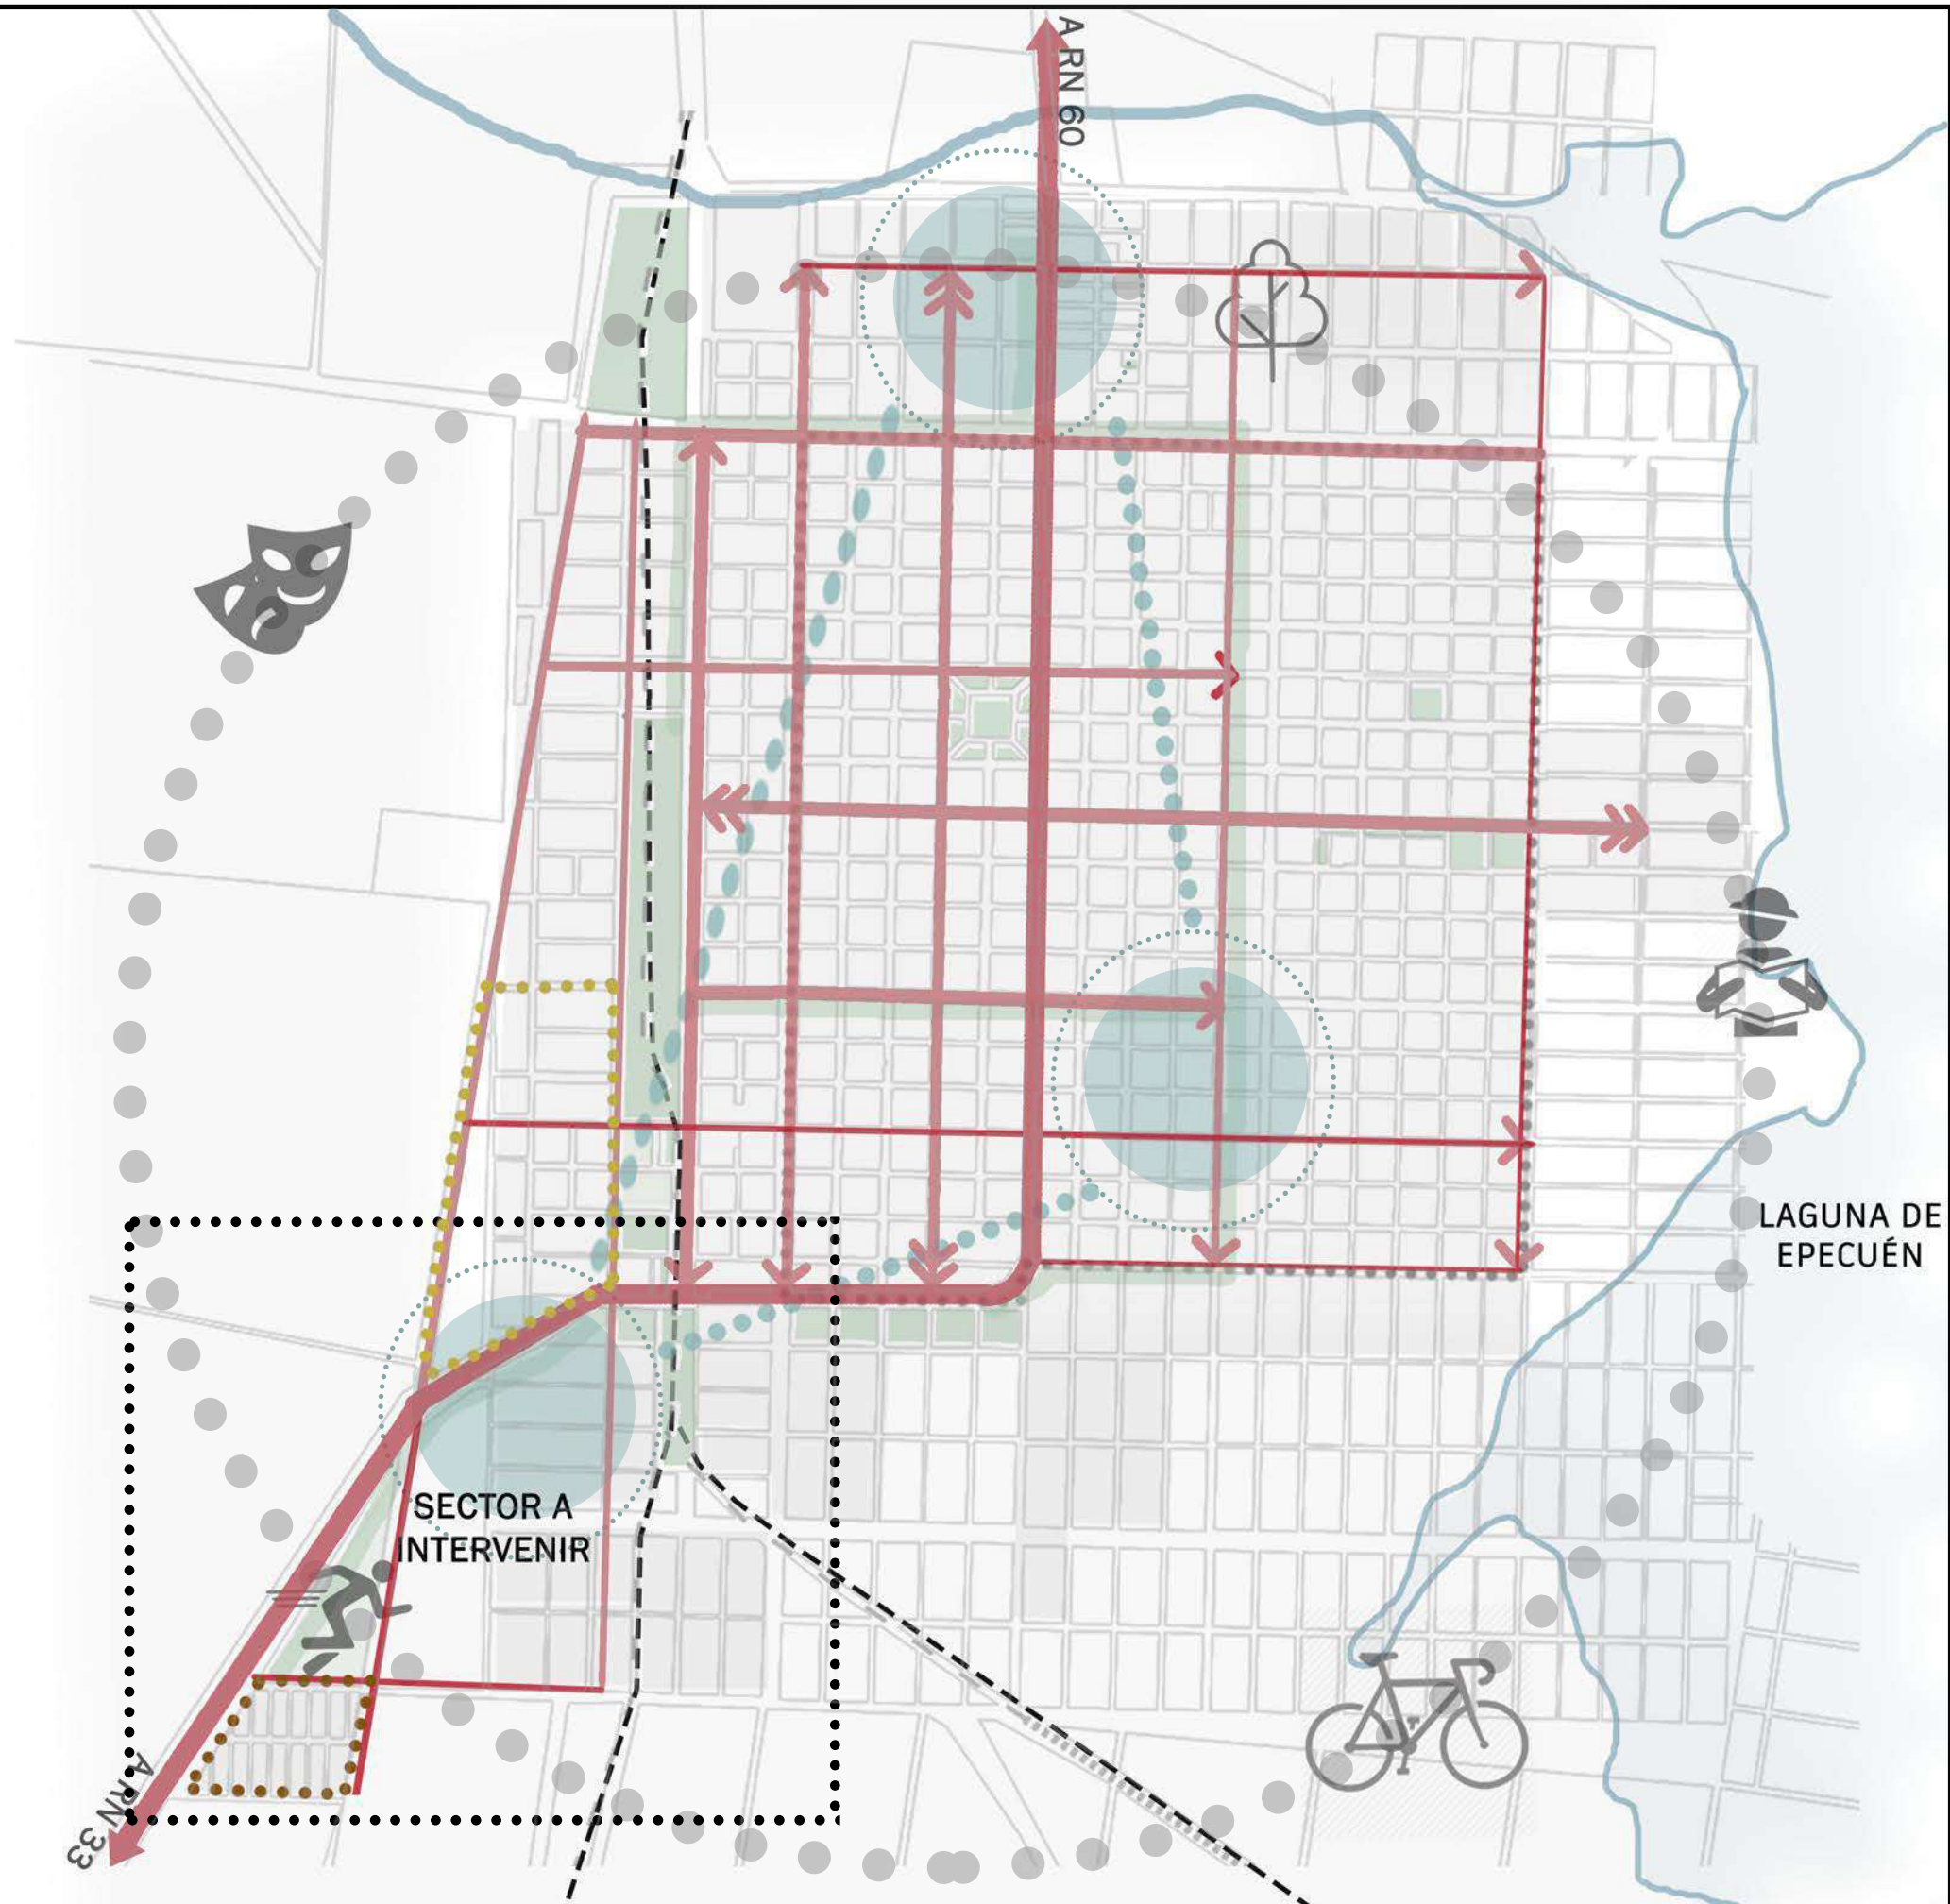 A RN 60
LAGUNA DE
EPECUÉN
SECTOR A
INTERVENIR
A RN 33